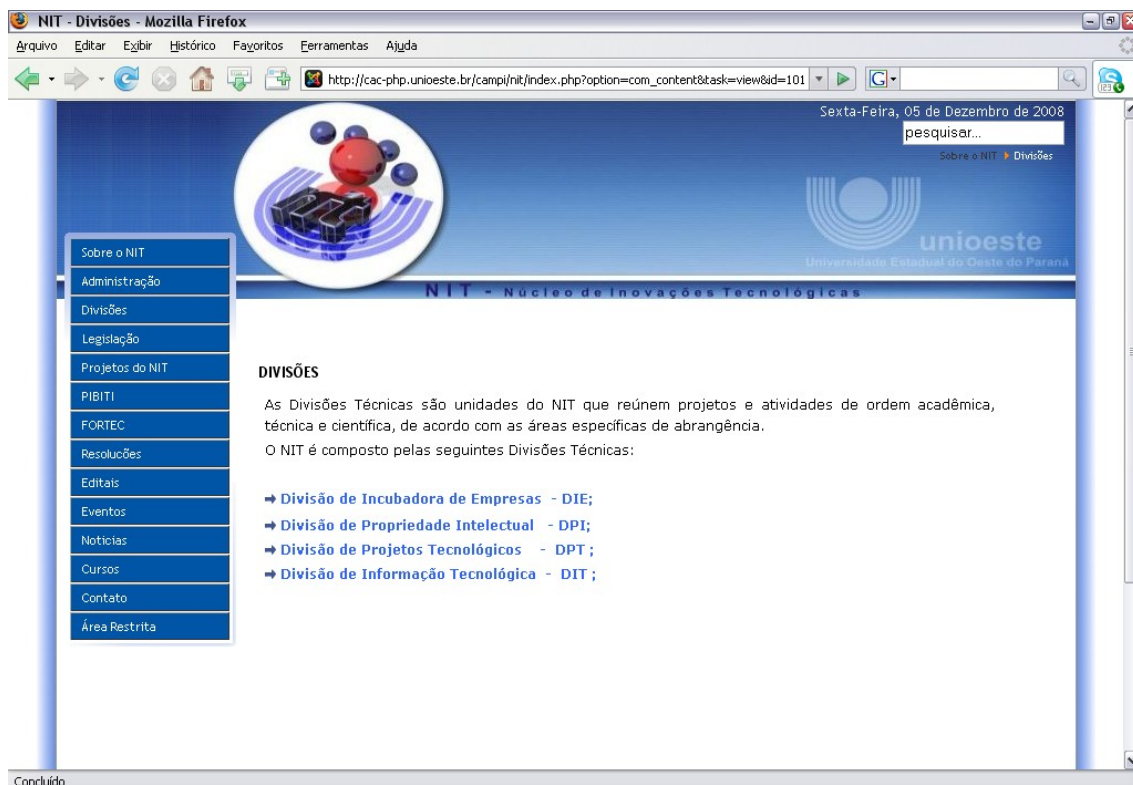 NIT - Divisões - Mozilla Firefox
Arquivo Editar Exibir Histórico Favoritos Ferramentas Ajuda
http://cac-php.unioeste.br/campi/nit/index.php?option=com_content&task=view&id=101
G
Sexta-Feira, 05 de Dezembro de 2008
pesquisar...
Sobre o NIT Divisões
nit
unioeste
Universidade Estadual do Oeste do Paraná
NIT - Núcleo de Inovações Tecnológicas
Sobre o NIT
Administração
Divisões
Legislação
Projetos do NIT
PIBITI
FORTEC
Resolucões
Editais
Eventos
Noticias
Cursos
Contato
Área Restrita
DIVISÕES
As Divisões Técnicas são unidades do NIT que reúnem projetos e atividades de ordem acadêmica,
técnica e científica, de acordo com as áreas específicas de abrangência.
O NIT é composto pelas seguintes Divisões Técnicas:
Divisão de Incubadora de Empresas - DIE;
Divisão de Propriedade Intelectual - DPI;
Divisão de Projetos Tecnológicos - DPT ;
Divisão de Informação Tecnológica - DIT ;
Concluído